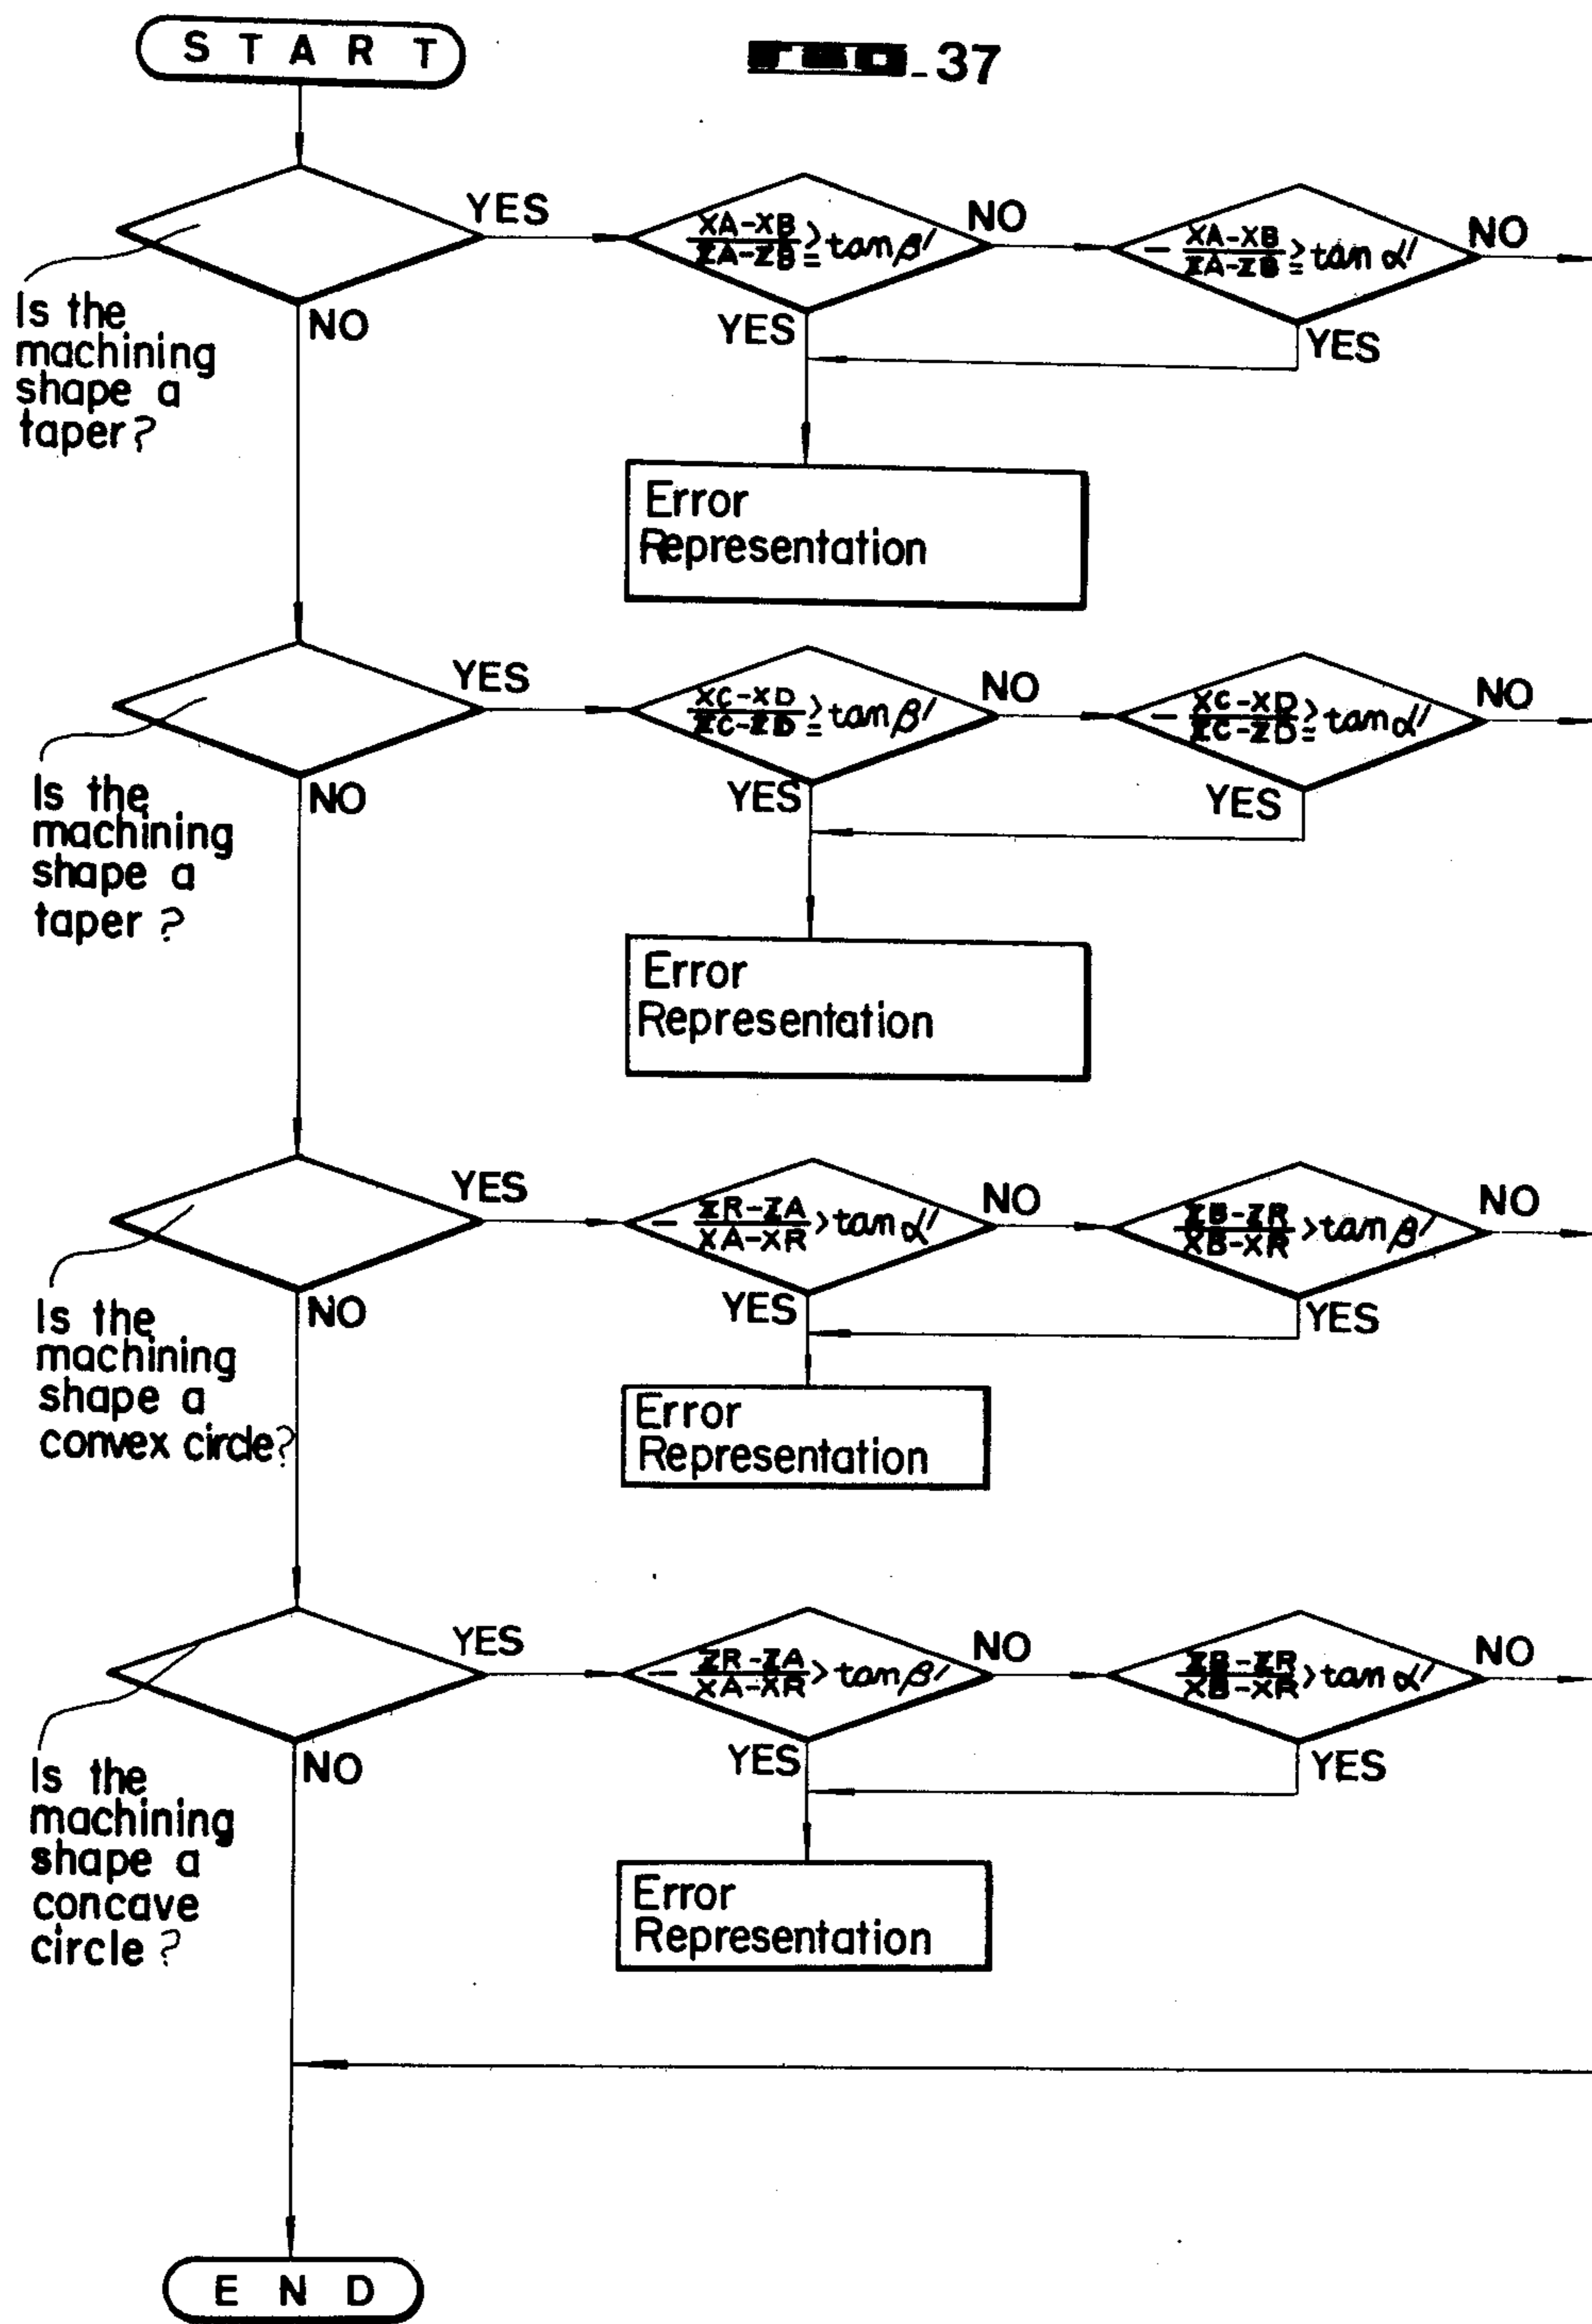 START
37
YES
XA-XB
ZA-ZB
≧ tan β'
NO
- XA-XB
ZA-ZB
≧ tan α'
NO
Is the
machining
shape a
taper?
NO
YES
YES
Error
Representation
YES
XC-XD
ZC-ZD
≧ tan β'
NO
- XC-XD
ZC-ZD
≧ tan α'
NO
Is the
machining
shape a
taper?
NO
YES
YES
Error
Representation
YES
- ZR-ZA
XA-XR
> tan α'
NO
ZB-ZR
XB-XR
> tan β'
NO
Is the
machining
shape a
convex circle?
NO
YES
YES
Error
Representation
YES
- ZR-ZA
XA-XR
> tan β'
NO
ZB-ZR
XB-XR
> tan α'
NO
Is the
machining
shape a
concave
circle?
NO
YES
YES
Error
Representation
END